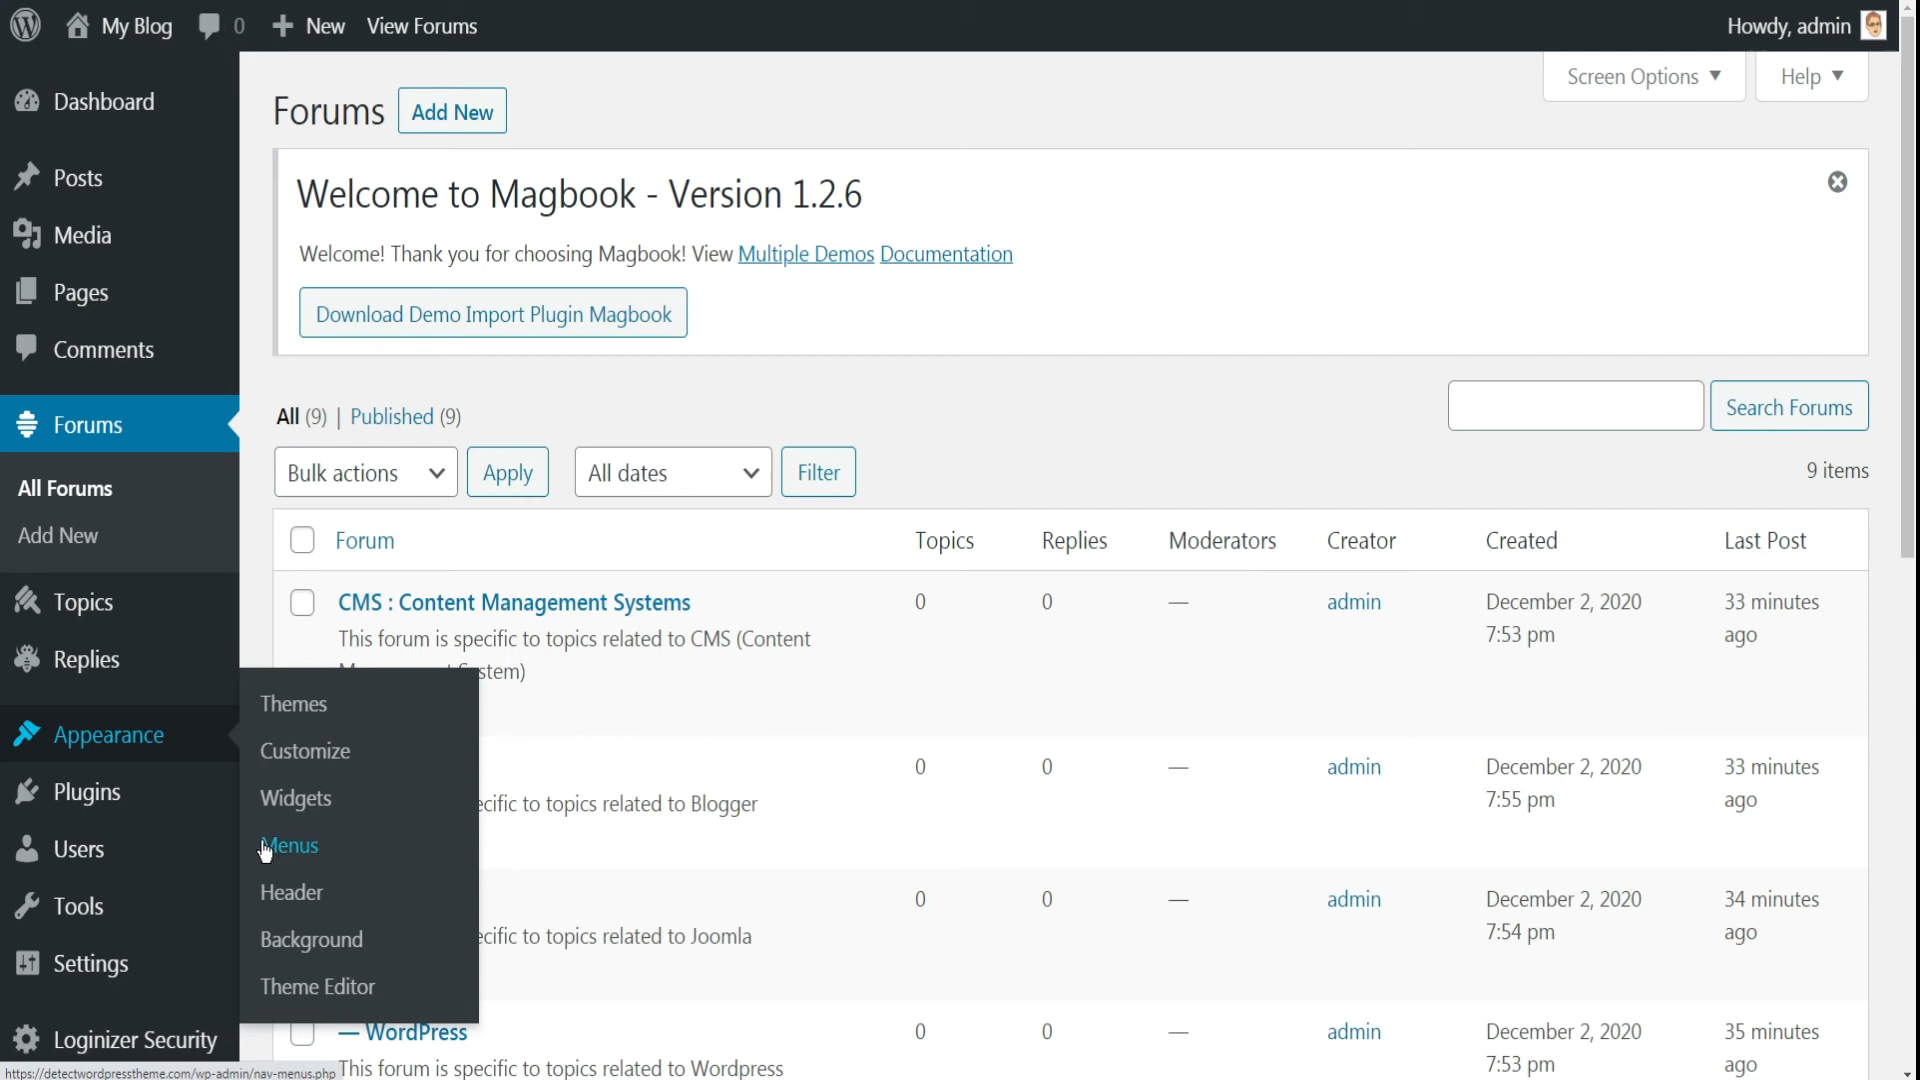 My Blog 0 New View Forums Howdy, admin
Screen Options Help
Dashboard
Posts
Media
Pages
Comments
Forums
All Forums
Add New
Topics
Replies
Appearance
Plugins
Users
Tools
Settings
Loginizer Security
Themes
Customize
Widgets
Menus
Header
Background
Theme Editor
Forums Add New
Welcome to Magbook - Version 1.2.6
Welcome! Thank you for choosing Magbook! View Multiple Demos Documentation
Download Demo Import Plugin Magbook
All (9) | Published (9)
Search Forums
Bulk actions Apply All dates Filter
9 items
Forum Topics Replies Moderators Creator Created Last Post
CMS : Content Management Systems 0 0 — admin December 2, 2020 33 minutes
7:53 pm ago
This forum is specific to topics related to CMS (Content
stem)
0 0 — admin December 2, 2020 33 minutes
7:55 pm ago
ecific to topics related to Blogger
0 0 — admin December 2, 2020 34 minutes
7:54 pm ago
ecific to topics related to Joomla
— WordPress 0 0 — admin December 2, 2020 35 minutes
7:53 pm ago
This forum is specific to topics related to Wordpress
https://detectwordpresstheme.com/wp-admin/nav-menus.php